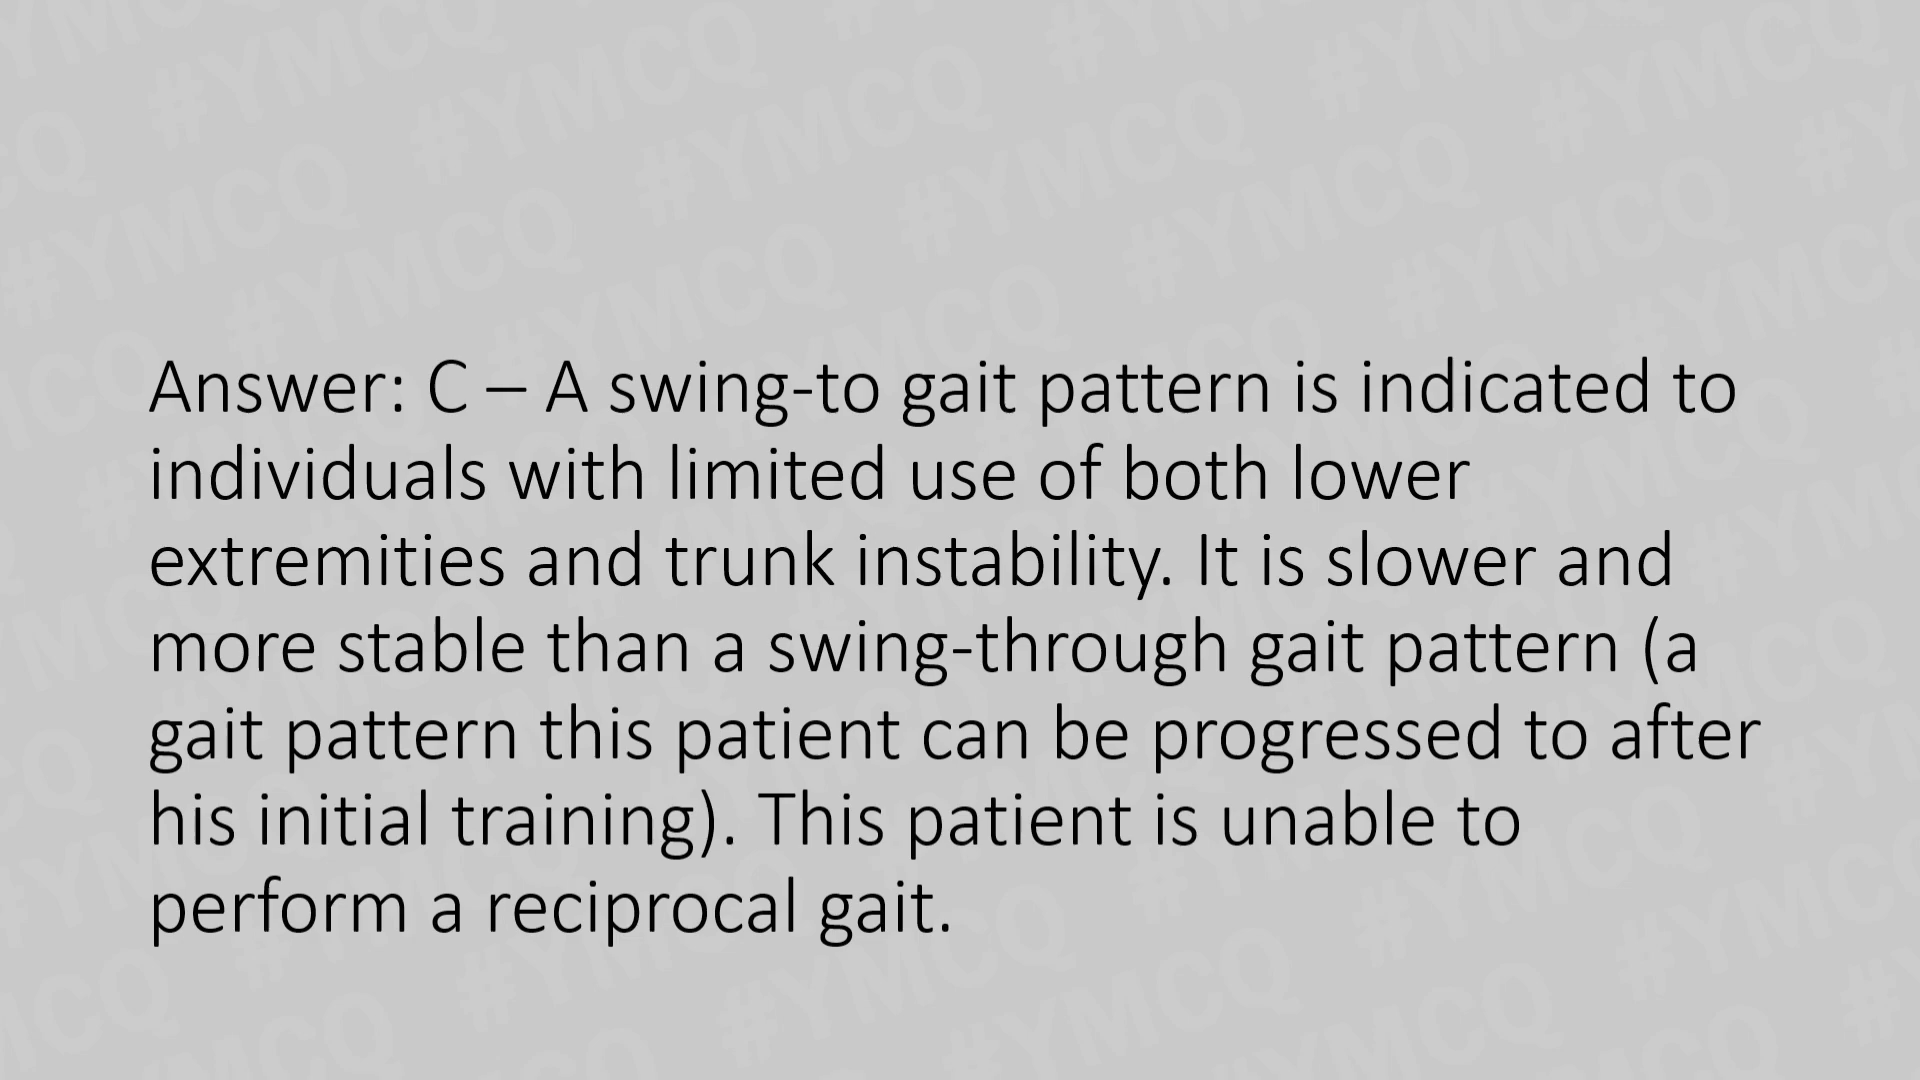 Answer: C – A swing-to gait pattern is indicated to
individuals with limited use of both lower
extremities and trunk instability. It is slower and
more stable than a swing-through gait pattern (a
gait pattern this patient can be progressed to after
his initial training). This patient is unable to
perform a reciprocal gait.
#YMCQ